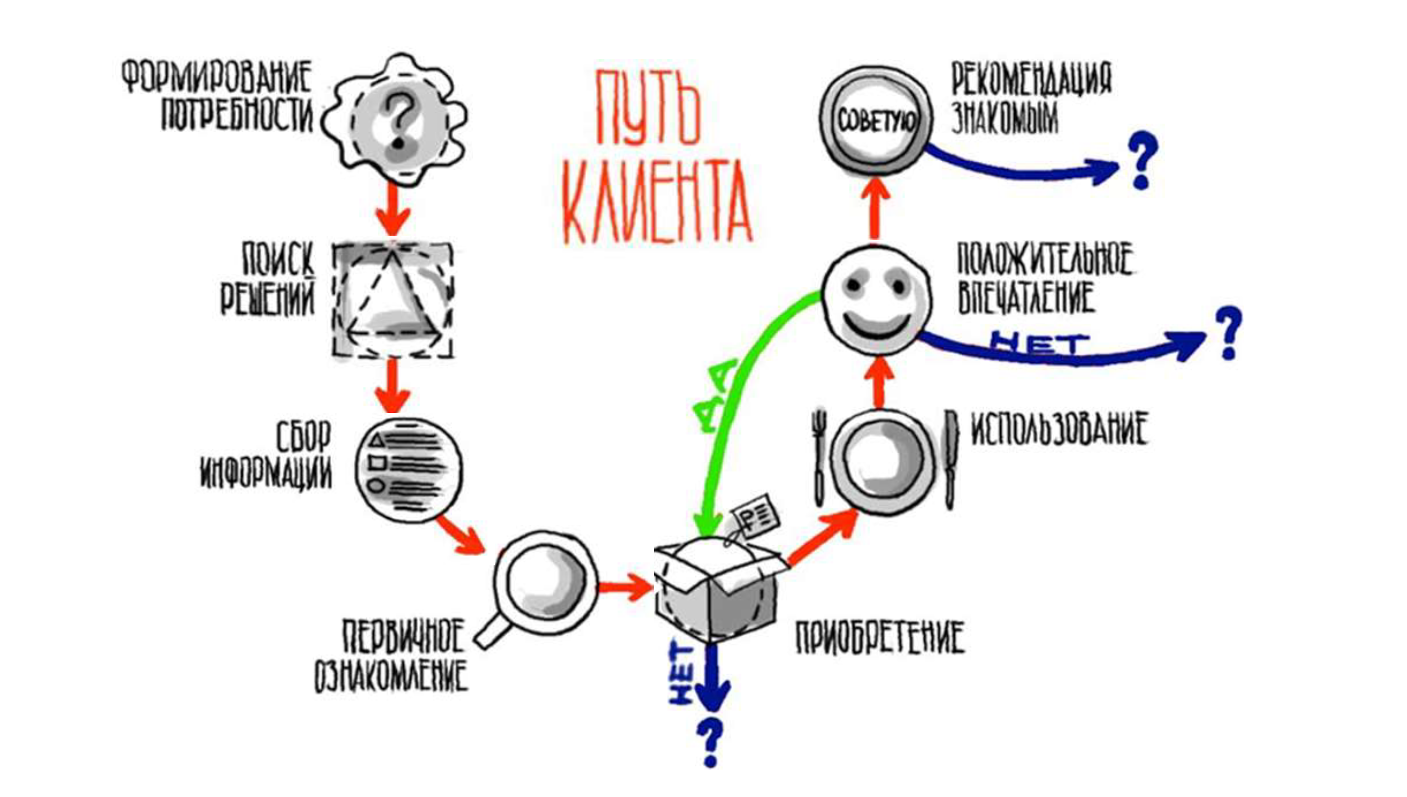 ПУТЬ
КЛИЕНТА
ФОРМИРОВАНИЕ
ПОТРЕБНОСТИ
?
ПОИСК
РЕШЕНИЙ
СБОР
ИНФОРМАЦИИ
ПЕРВИЧНОЕ
ОЗНАКОМЛЕНИЕ
ПРИОБРЕТЕНИЕ
НЕТ
?
ИСПОЛЬЗОВАНИЕ
ПОЛОЖИТЕЛЬНОЕ
ВПЕЧАТЛЕНИЕ
ДА
НЕТ
?
РЕКОМЕНДАЦИЯ
ЗНАКОМЫМ
СОВЕТУЮ
?